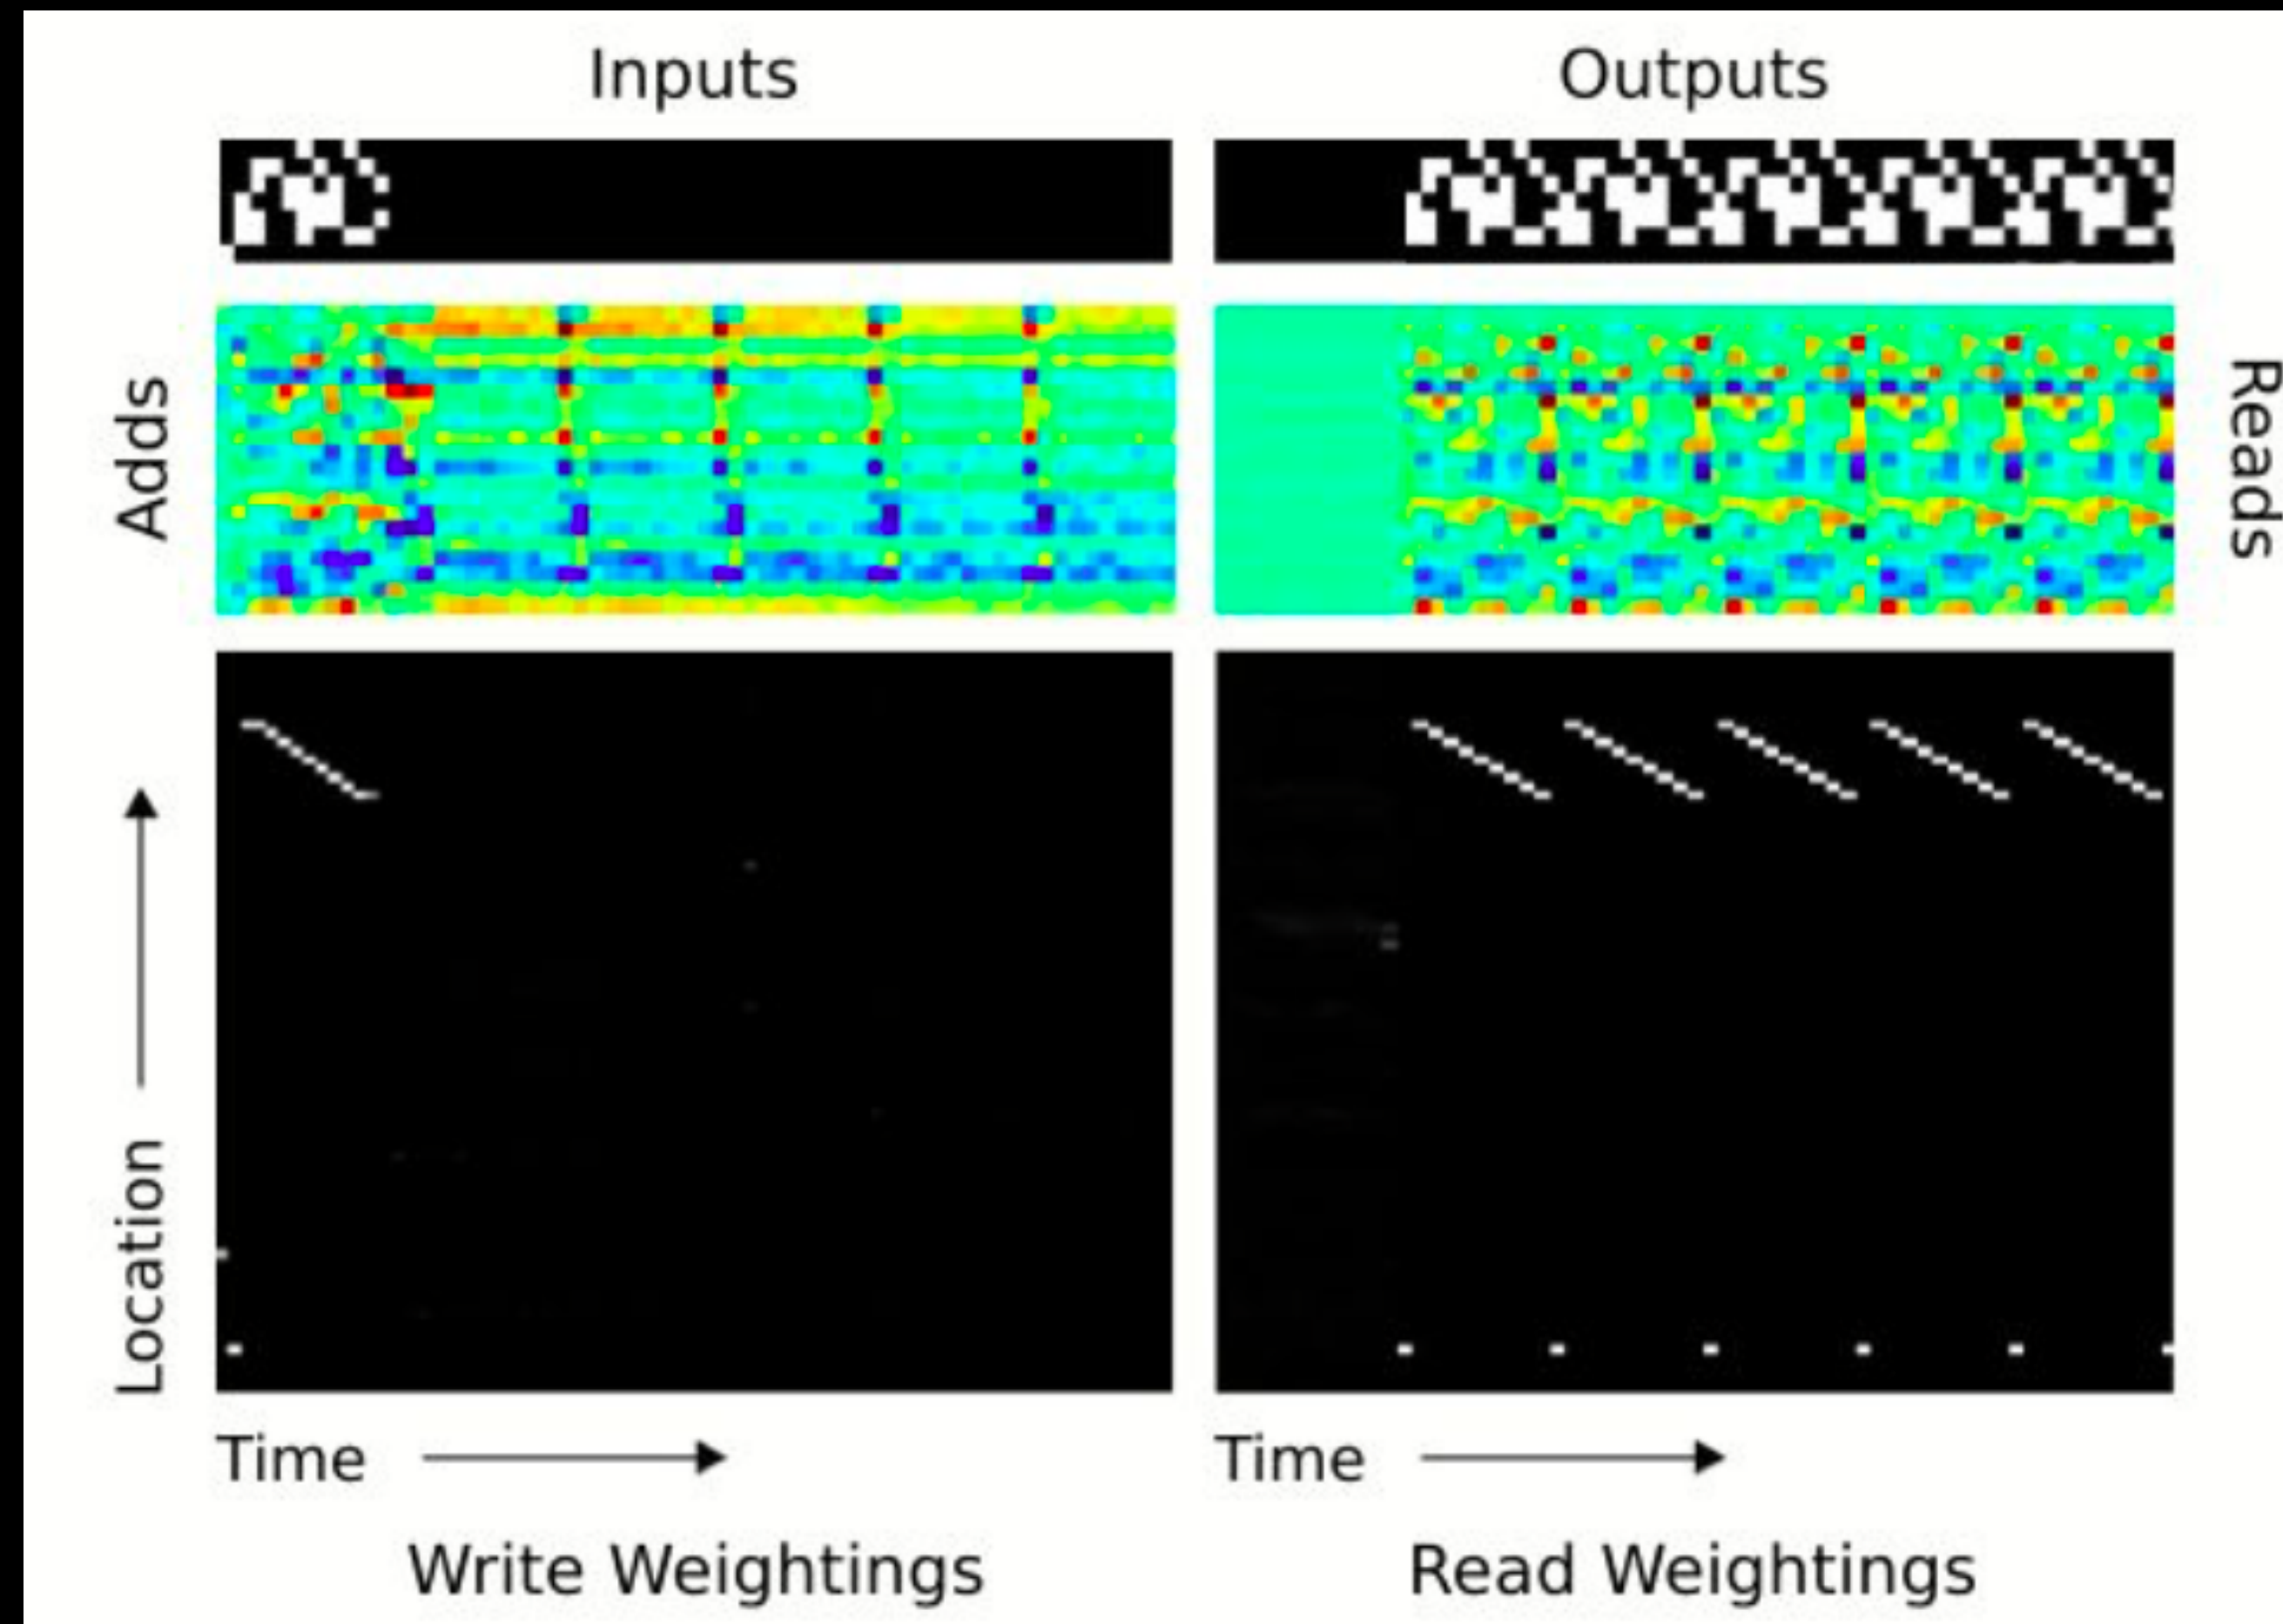 Inputs
Outputs
Adds
Reads
Location
Time
Time
Write Weightings
Read Weightings